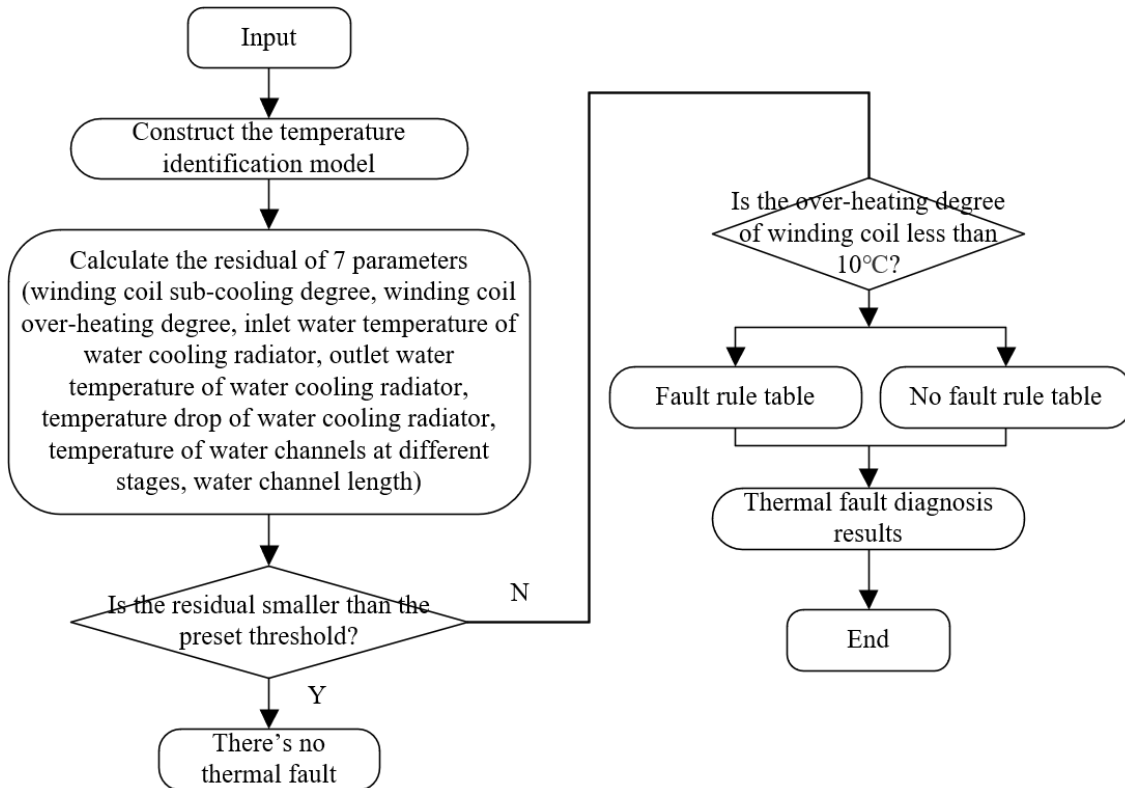 Input
Construct the temperature
identification model
Calculate the residual of 7 parameters
(winding coil sub-cooling degree, winding coil
over-heating degree, inlet water temperature of
water cooling radiator, outlet water
temperature of water cooling radiator,
temperature drop of water cooling radiator,
temperature of water channels at different
stages, water channel length)
Is the residual smaller than the
preset threshold?
N
Y
There's no
thermal fault
Is the over-heating degree
of winding coil less than
10℃?
Fault rule table
No fault rule table
Thermal fault diagnosis
results
End